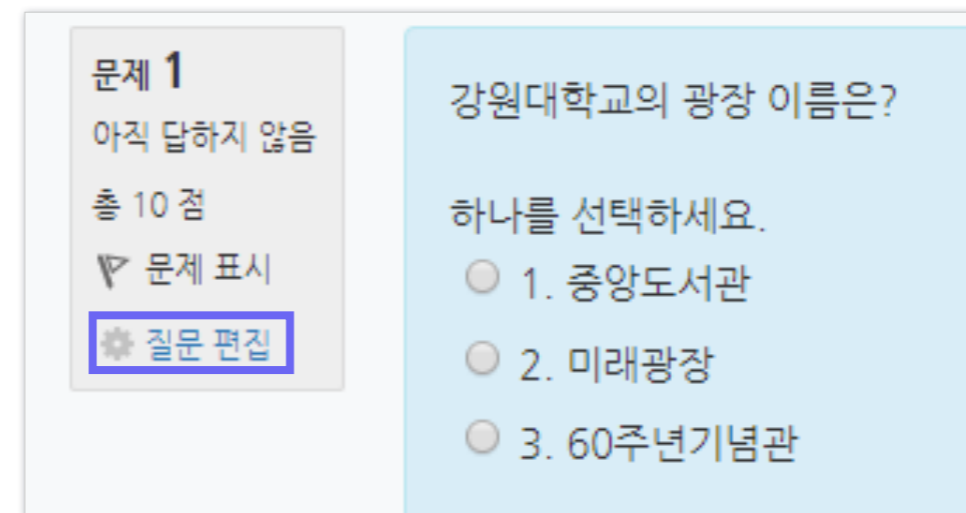 문제 1
아직 답하지 않음
총 10 점
문제 표시
질문 편집
강원대학교의 광장 이름은?
하나를 선택하세요.
1. 중앙도서관
2. 미래광장
3. 60주년기념관